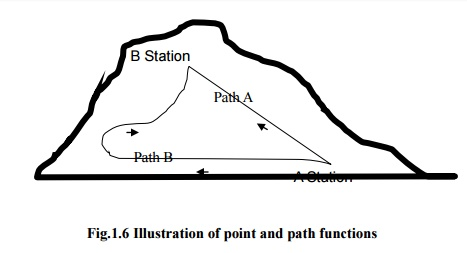 B Station
Path A
Path B
A Station
Fig.1.6 Illustration of point and path functions